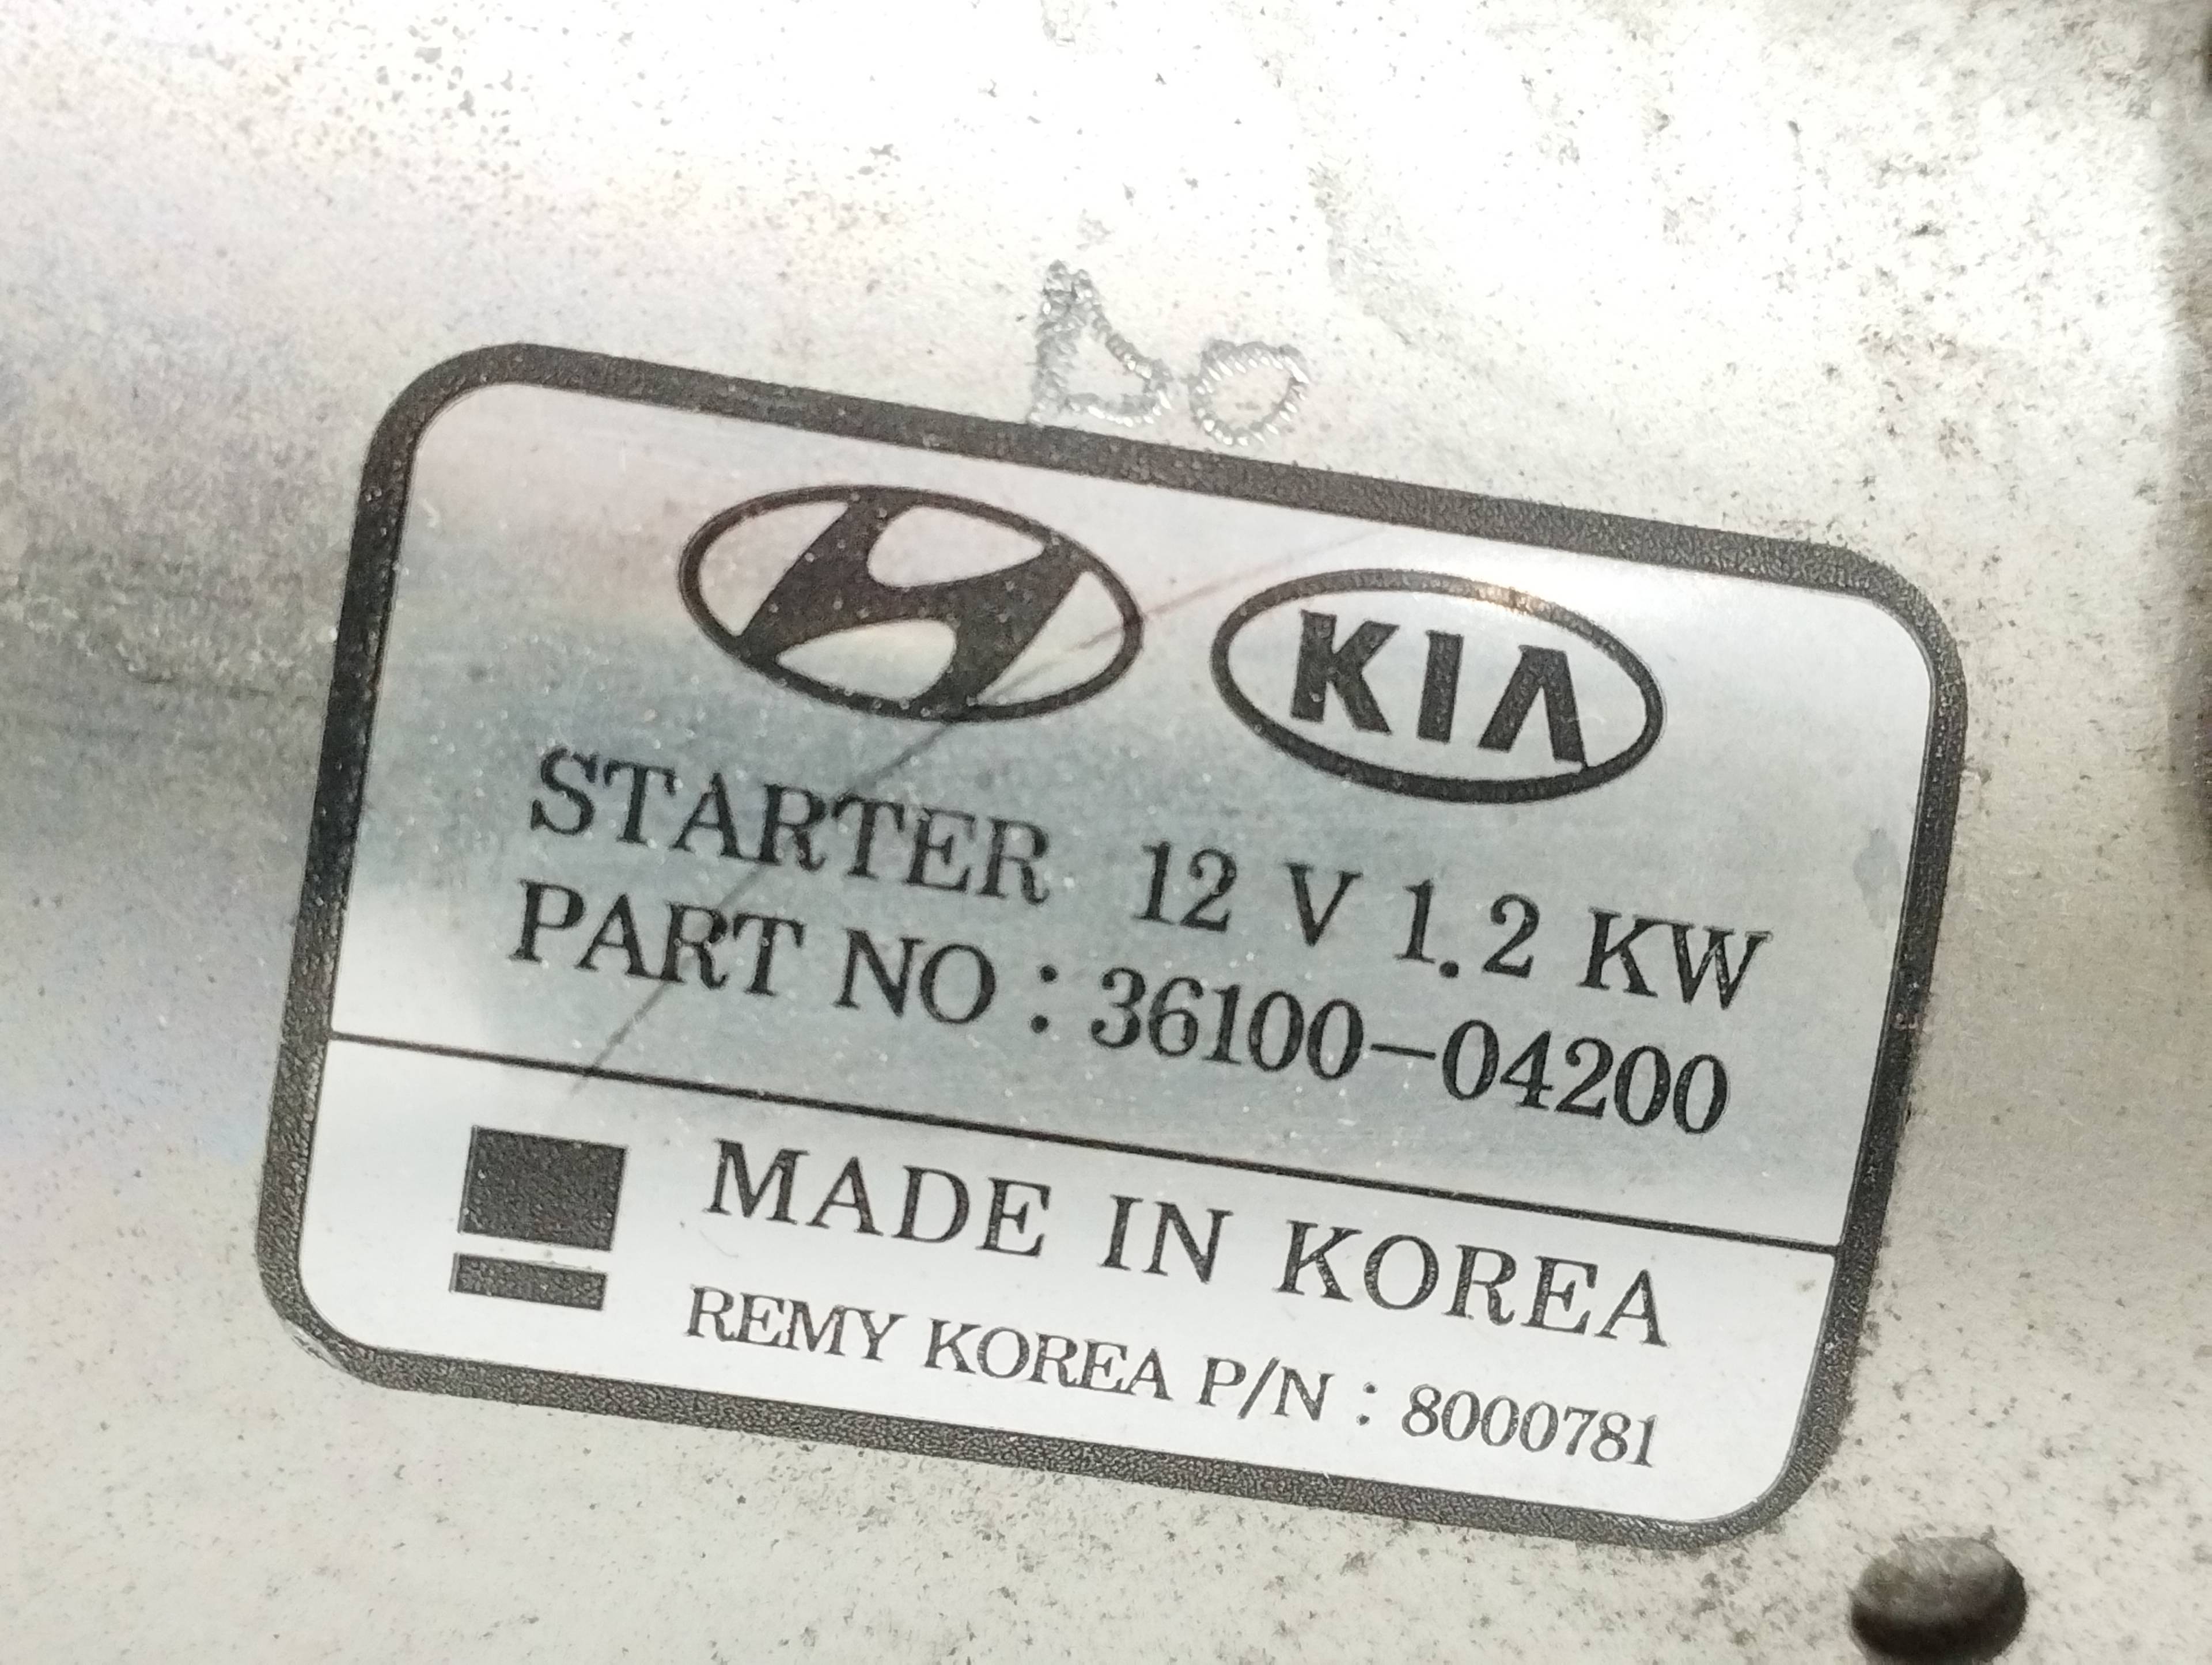 KIA
STARTER 12 V 1.2 KW
PART NO : 36100-04200
MADE IN KOREA
REMY KOREA P/N : 8000781